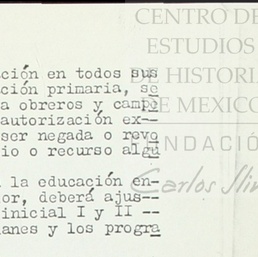 CENTRO DE
ESTUDIOS
DE HISTORIA
DE MEXICO
FUNDACIÓ
Carlos Slim
ción en todos sus
ción primaria, se
a obreros y campe
autorización ex--
ser negada o revo
io o recurso algu
la educación en-
or, deberá ajus--
inicial I y II --
anes y los progra